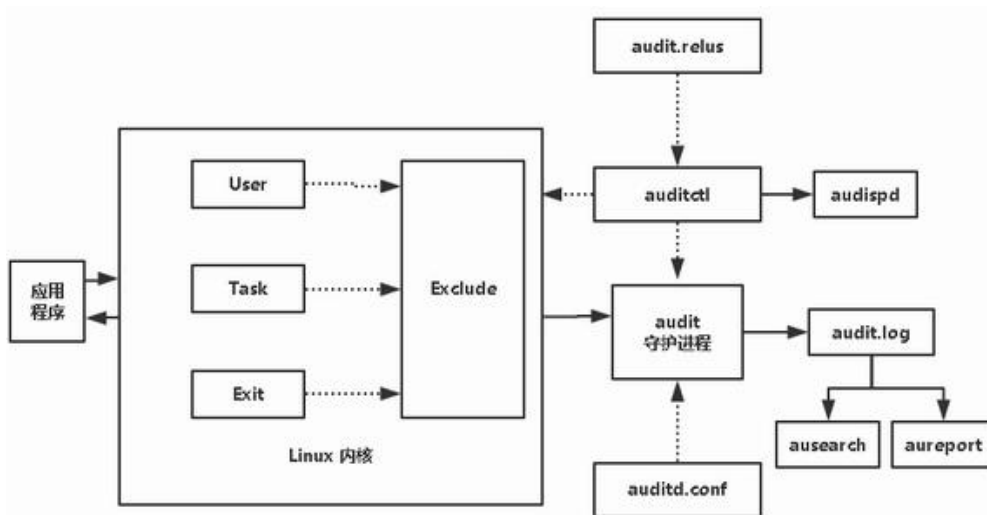 audit.relus
User
auditctl
audispd
应用
程序
Task
Exclude
audit
守护进程
audit.log
Exit
Linux 内核
ausearch
aureport
auditd.conf